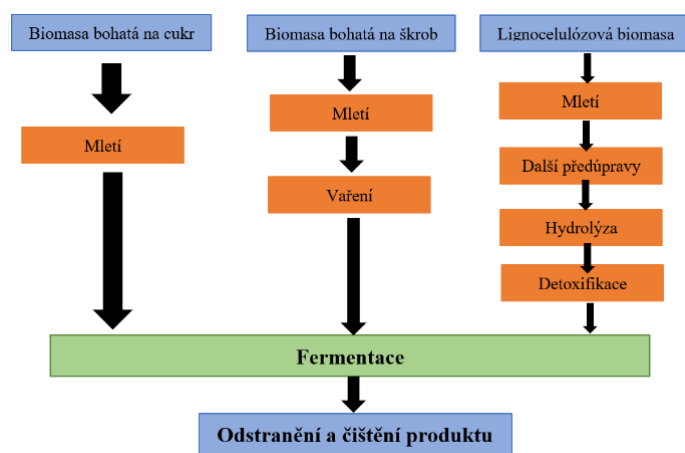 Biomasa bohatá na cukr
Mletí
Biomasa bohatá na škrob
Mletí
Vaření
Lignocelulózová biomasa
Mletí
Další předúpravy
Hydrolýza
Detoxifikace
Fermentace
Odstranění a čištění produktu